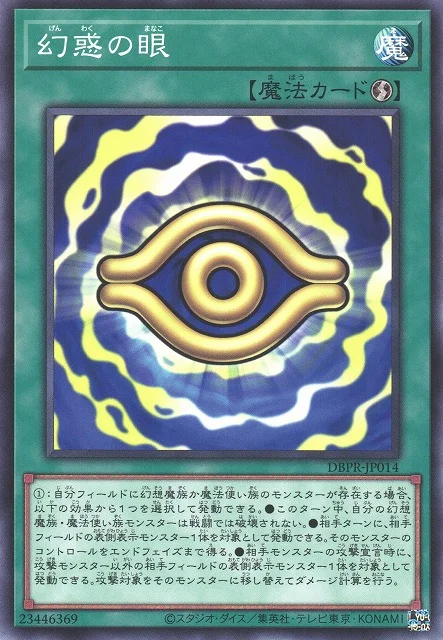 幻惑の眼
魔
【魔法カード】
DBPR-JP014
①:自分フィールドに幻想魔族か魔法使い族のモンスターが存在する場合、
以下の効果から1つを選択して発動できる。●このターン中、自分の幻想
魔族・魔法使い族モンスターは戦闘では破壊されない。●相手ターンに、相手
フィールドの表側表示モンスター1体を対象として発動できる。そのモンスターの
コントロールをエンドフェイズまで得る。●相手モンスターの攻撃宣言時に、
攻撃モンスター以外の相手フィールドの表側表示モンスター1体を対象として発
動できる。攻撃対象をそのモンスターに移し替えてダメージ計算を行う。
23446369
©スタジオ・ダイス/集英社・テレビ東京・KONAMI